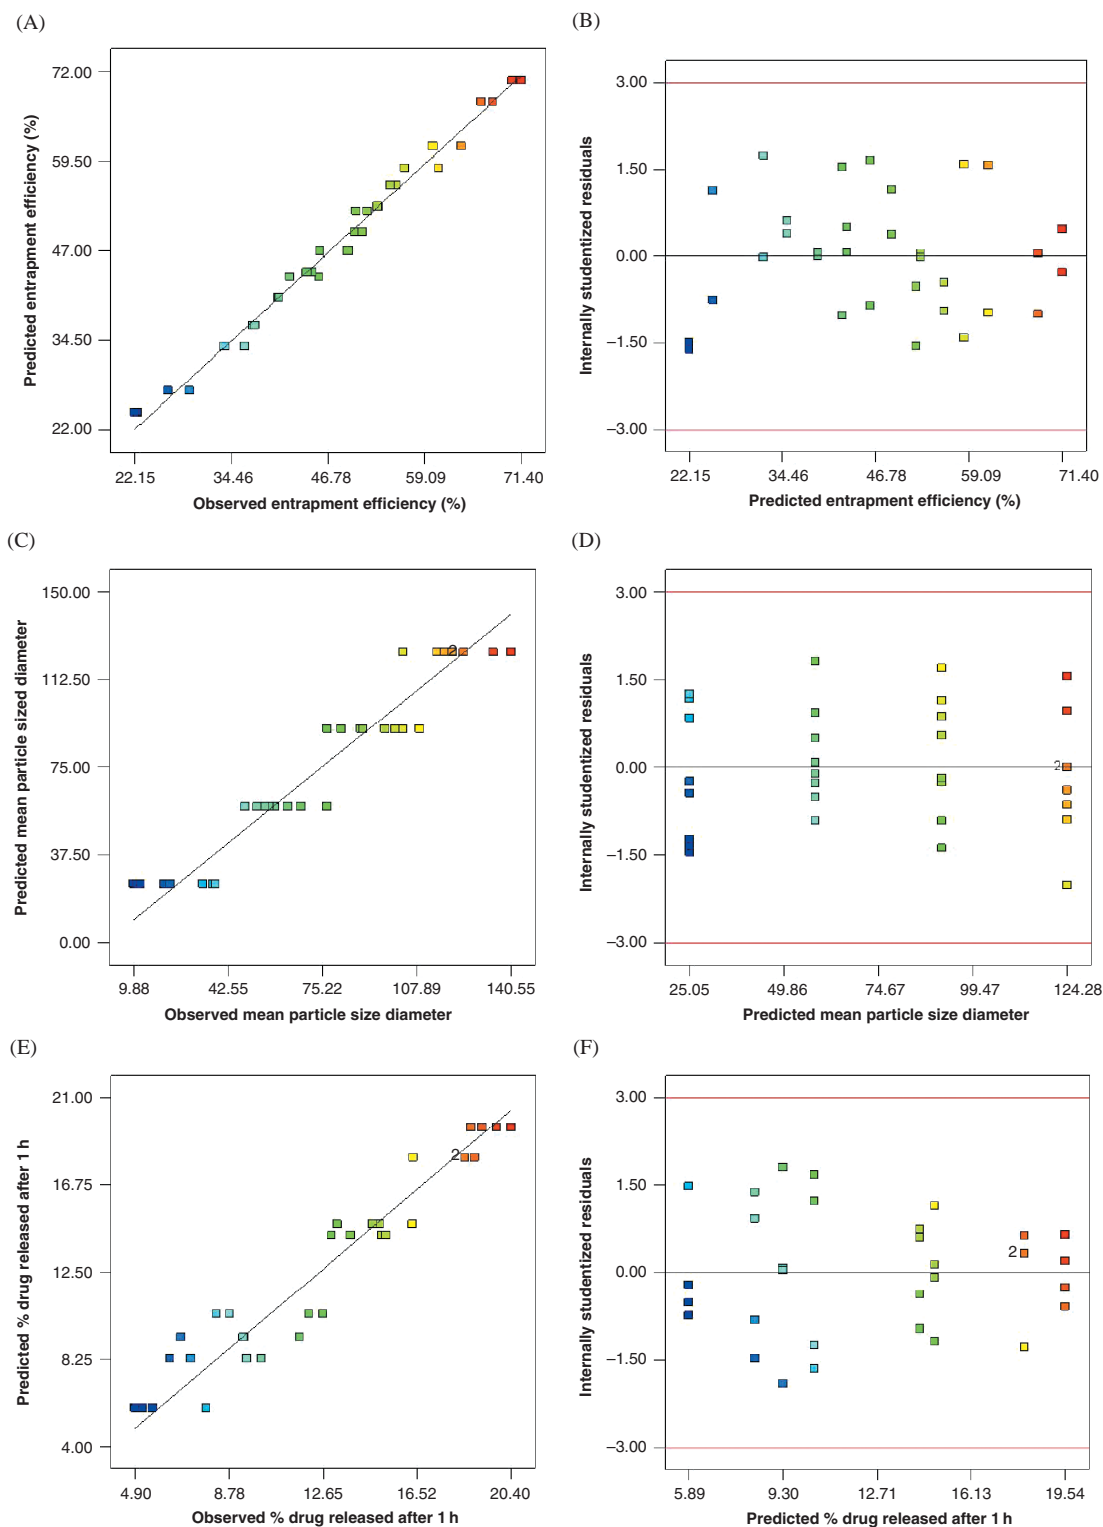 (A)
72.00
59.50
47.00
34.50
22.00
Predicted entrapment efficiency (%)
22.15 34.46 46.78 59.09 71.40
Observed entrapment efficiency (%)
(B)
3.00
1.50
0.00
−1.50
−3.00
Internally studentized residuals
22.15 34.46 46.78 59.09 71.40
Predicted entrapment efficiency (%)
(C)
150.00
112.50
75.00
37.50
0.00
Predicted mean particle sized diameter
2
9.88 42.55 75.22 107.89 140.55
Observed mean particle size diameter
(D)
3.00
1.50
0.00
−1.50
−3.00
Internally studentized residuals
2
25.05 49.86 74.67 99.47 124.28
Predicted mean particle size diameter
(E)
21.00
16.75
12.50
8.25
4.00
Predicted % drug released after 1 h
2
4.90 8.78 12.65 16.52 20.40
Observed % drug released after 1 h
(F)
3.00
1.50
0.00
−1.50
−3.00
Internally studentized residuals
2
5.89 9.30 12.71 16.13 19.54
Predicted % drug released after 1 h